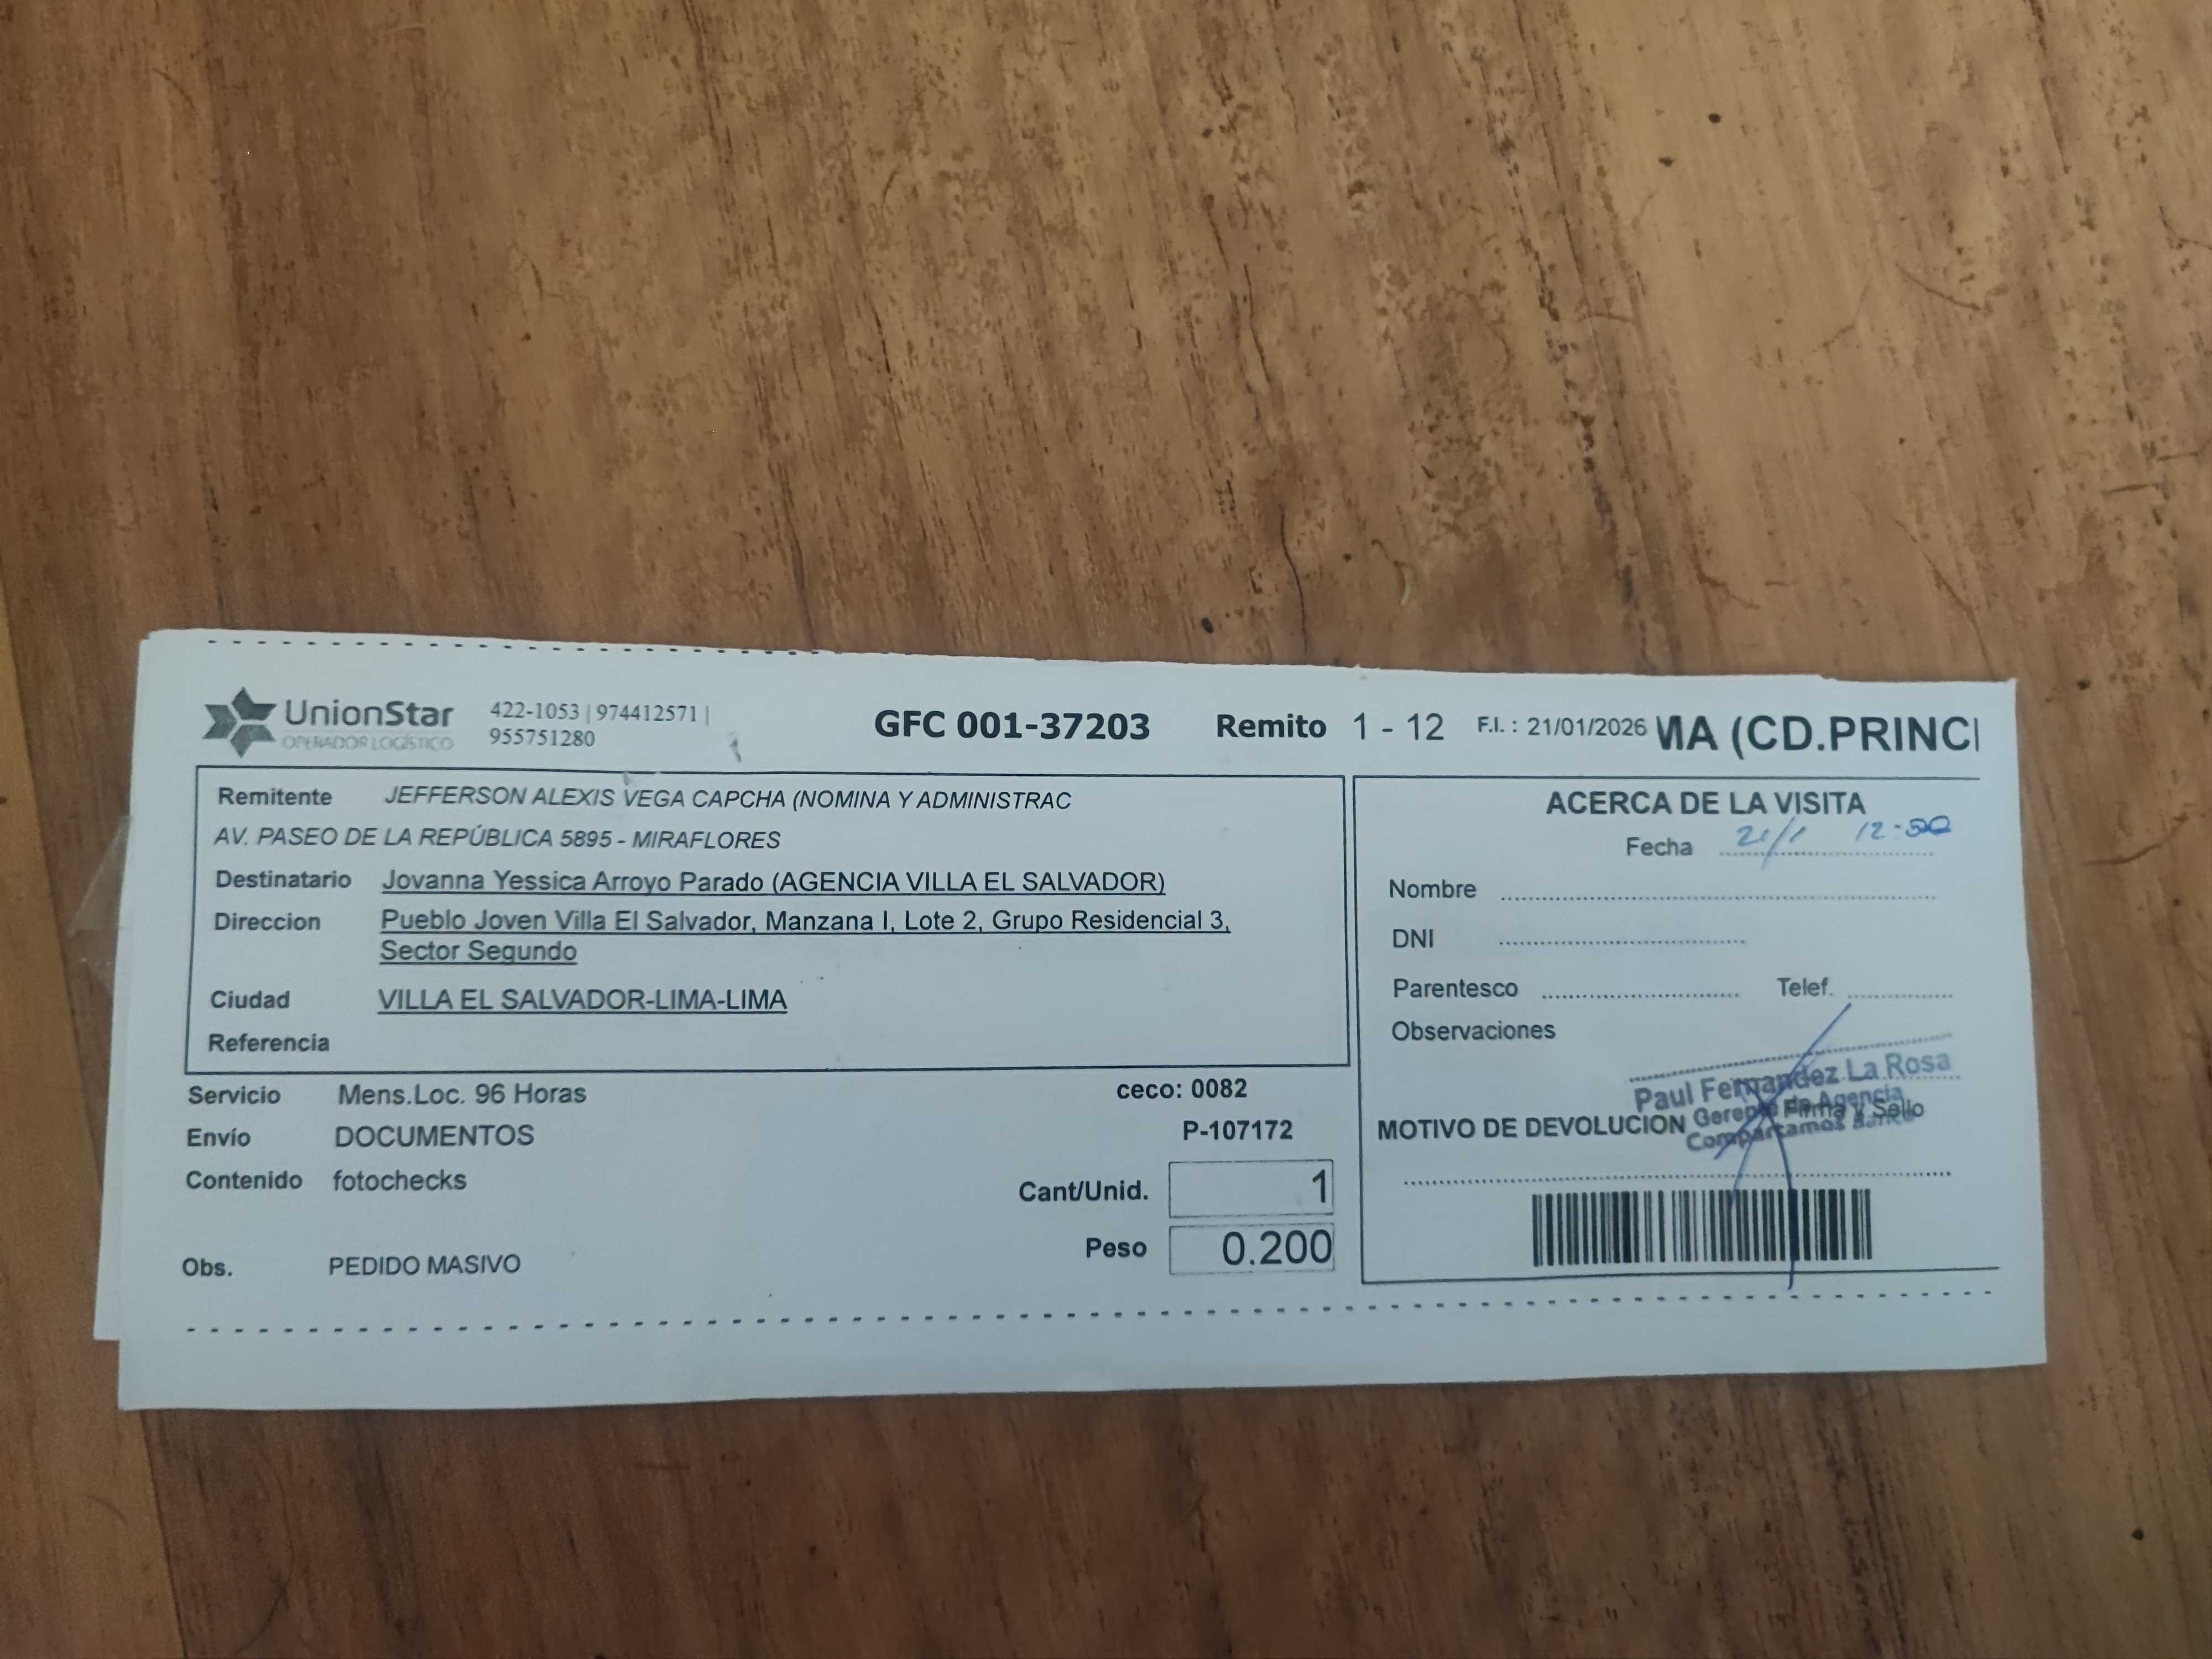 UnionStar
OPERADOR LOGÍSTICO
422-1053 | 974412571 |
955751280
GFC 001-37203 Remito 1 - 12 F.I. : 21/01/2026 MA (CD.PRINCI
Remitente JEFFERSON ALEXIS VEGA CAPCHA (NOMINA Y ADMINISTRAC
AV. PASEO DE LA REPÚBLICA 5895 - MIRAFLORES
Destinatario Jovanna Yessica Arroyo Parado (AGENCIA VILLA EL SALVADOR)
Direccion Pueblo Joven Villa El Salvador, Manzana I, Lote 2, Grupo Residencial 3,
Sector Segundo
Ciudad VILLA EL SALVADOR-LIMA-LIMA
Referencia
Servicio Mens.Loc. 96 Horas
Envío DOCUMENTOS
Contenido fotochecks
Obs. PEDIDO MASIVO
ceco: 0082
P-107172
Cant/Unid. 1
Peso 0.200
ACERCA DE LA VISITA
Fecha 21/1 12-50
Nombre
DNI
Parentesco Telef.
Observaciones
Paul Fernandez La Rosa
Gerente de Agencia
Compartamos Banco
Firma y Sello
MOTIVO DE DEVOLUCION